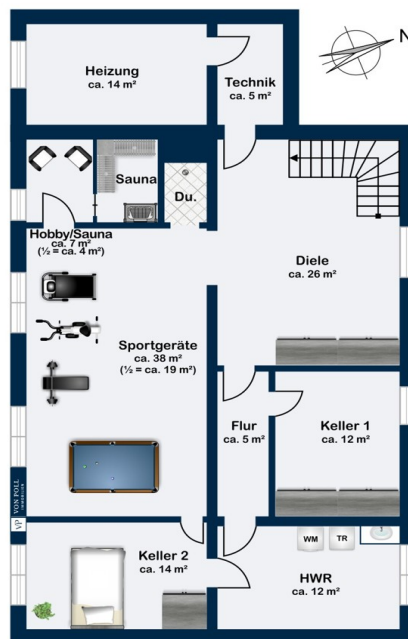 N
Heizung
ca. 14 m²
Technik
ca. 5 m²
Sauna
Du.
Hobby/Sauna
ca. 7 m²
(½ = ca. 4 m²)
Diele
ca. 26 m²
Sportgeräte
ca. 38 m²
(½ = ca. 19 m²)
Flur
ca. 5 m²
Keller 1
ca. 12 m²
VP VON POLL
IMMOBILIEN
Keller 2
ca. 14 m²
WM
TR
HWR
ca. 12 m²